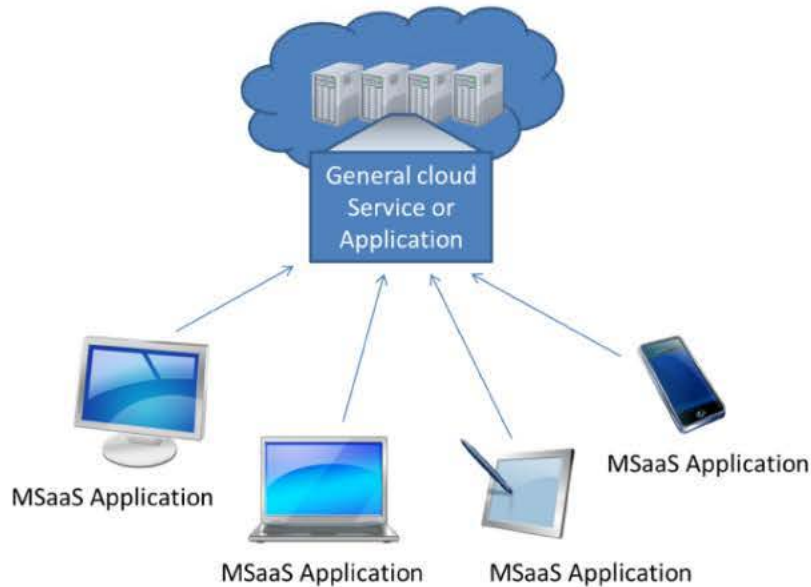 General cloud
Service or
Application
MSaaS Application
MSaaS Application
MSaaS Application
MSaaS Application